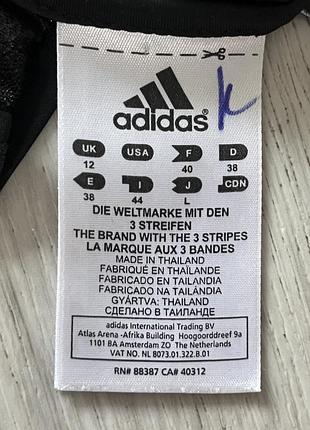 adidas®
k
UK USA F D
12 40 38
E I J CDN
38 44 L
DIE WELTMARKE MIT DEN
3 STREIFEN
THE BRAND WITH THE 3 STRIPES
LA MARQUE AUX 3 BANDES
MADE IN THAILAND
FABRIQUÉ EN THAÏLANDE
FABRICADO EN TAILANDIA
FABRICADO NA TAILÂNDIA
GYÁRTVA: THAIFOLD
СДЕЛАНО В ТАИЛАНДЕ
adidas International Trading BV
Atlas Arena -Afrika Building Hoogoorddreef 9a
1101 BA Amsterdam ZO The Netherlands
VAT NO. NL 8073.01.322.B.01
RN# 88387 CA# 40312